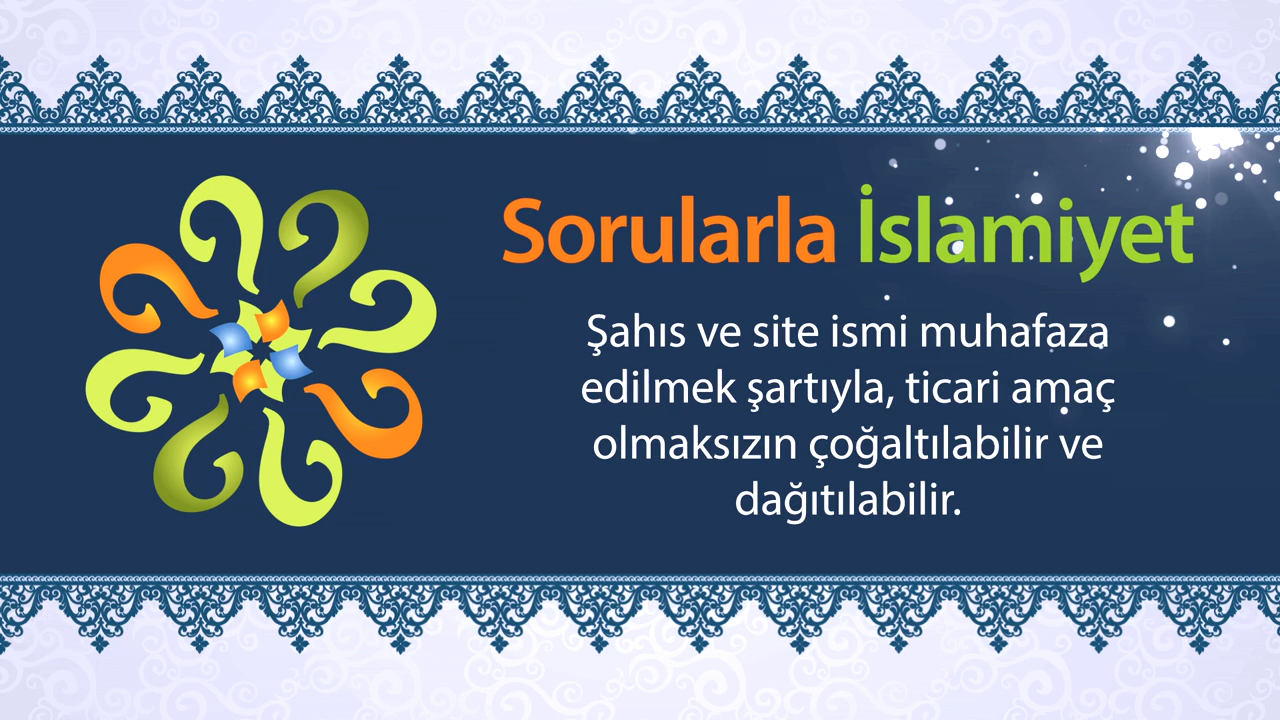 Sorularla İslamiyet
Şahıs ve site ismi muhafaza
edilmek şartıyla, ticari amaç
olmaksızın çoğaltılabilir ve
dağıtılabilir.